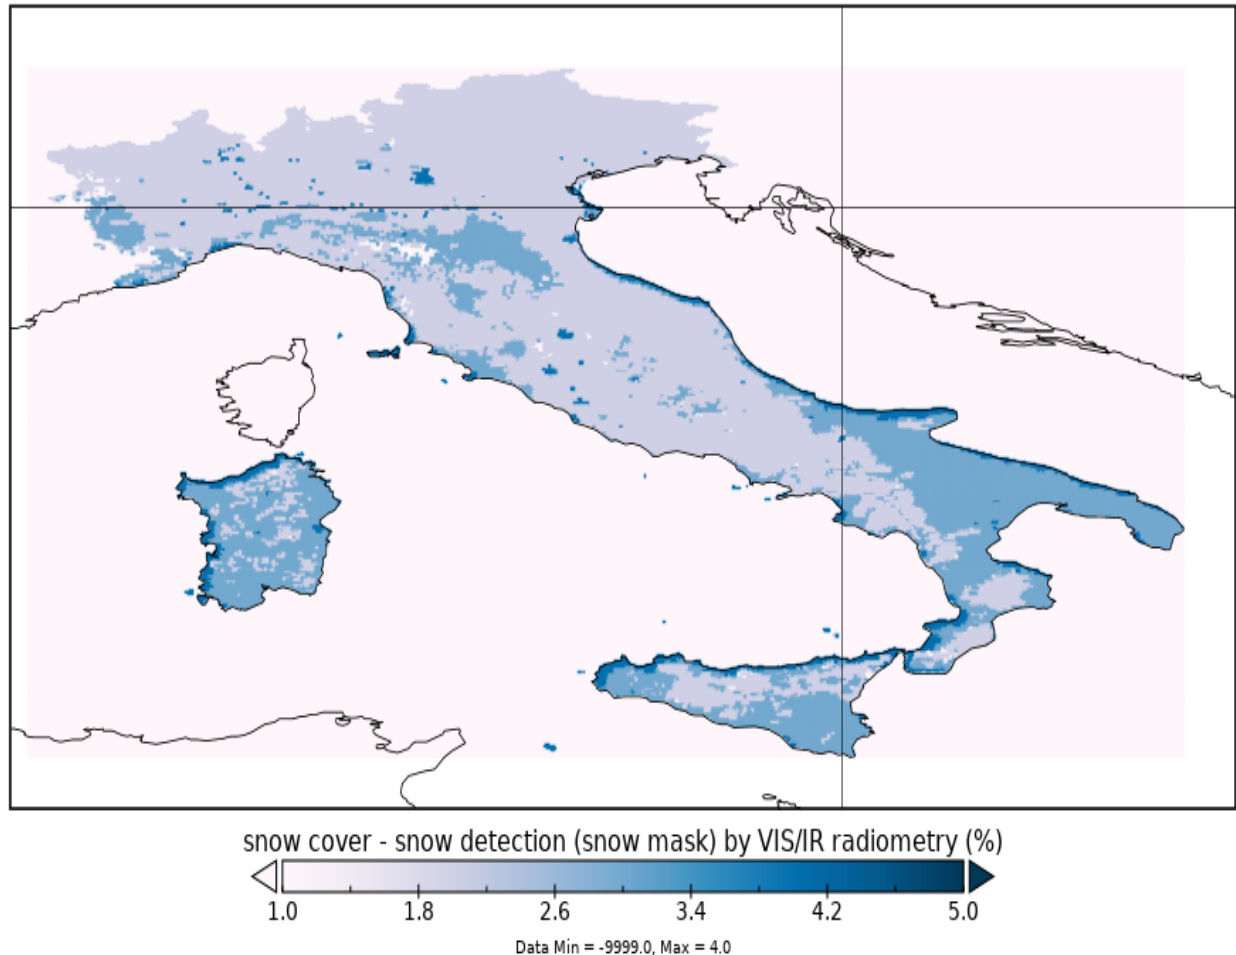 snow cover - snow detection (snow mask) by VIS/IR radiometry (%)
1.0 1.8 2.6 3.4 4.2 5.0
Data Min = -9999.0, Max = 4.0